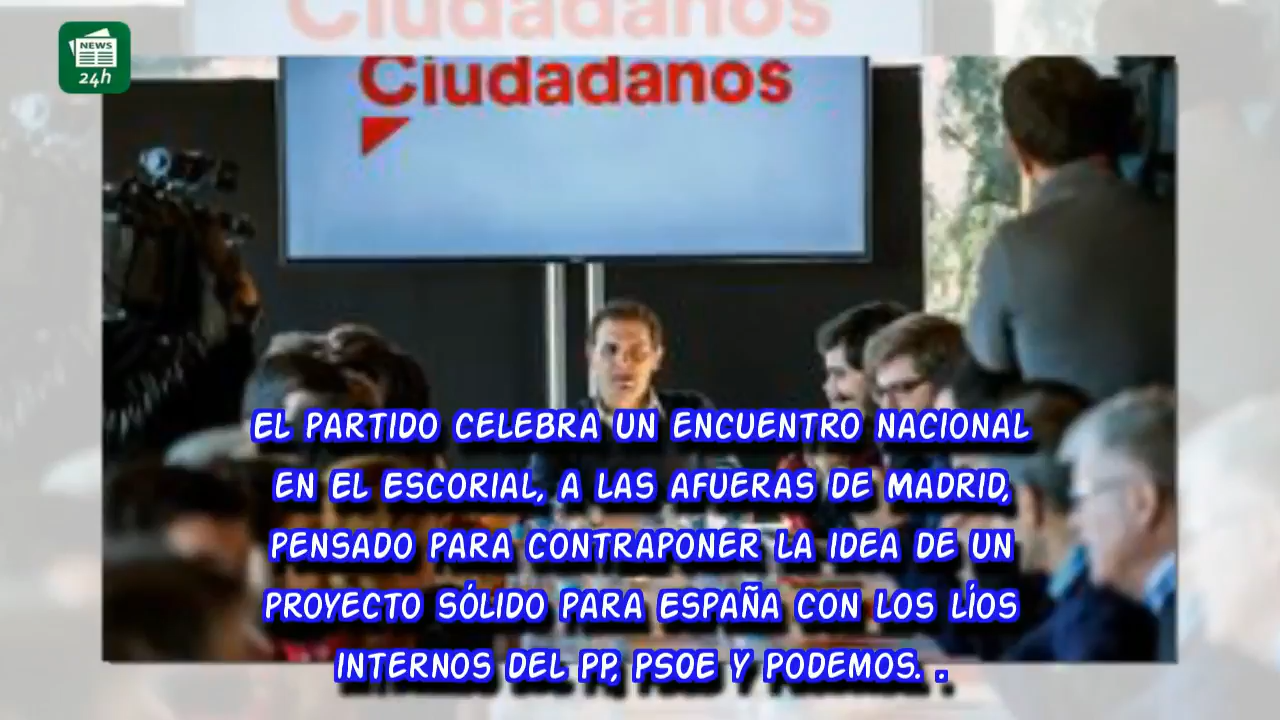 Ciudadanos
NEWS
24h
Ciudadanos
EL PARTIDO CELEBRA UN ENCUENTRO NACIONAL
EN EL ESCORIAL, A LAS AFUERAS DE MADRID,
PENSADO PARA CONTRAPONER LA IDEA DE UN
PROYECTO SÓLIDO PARA ESPAÑA CON LOS LÍOS
INTERNOS DEL PP, PSOE Y PODEMOS. .